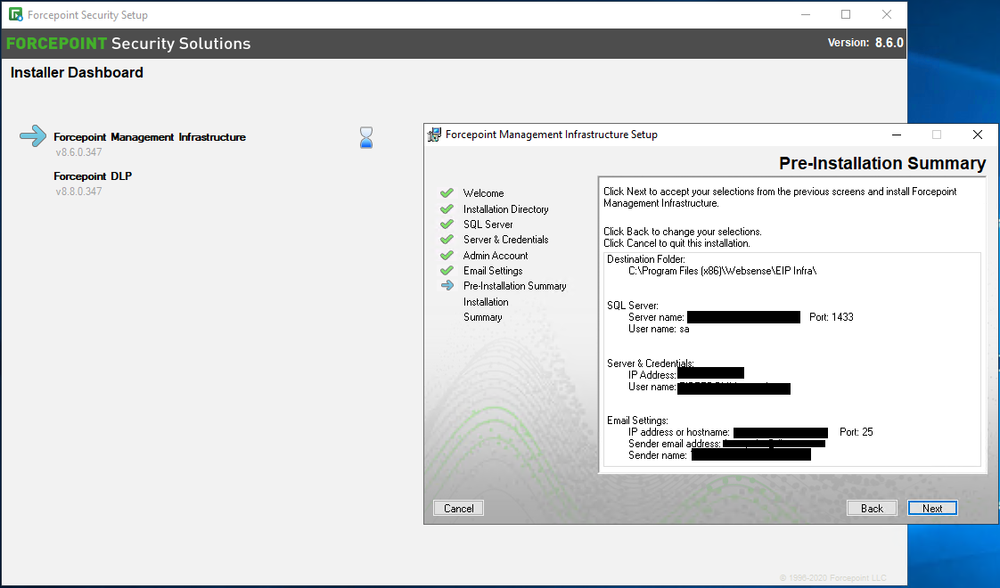 Forcepoint Security Setup
FORCEPOINT Security Solutions
Version: 8.6.0
Installer Dashboard
Forcepoint Management Infrastructure
v8.6.0.347
Forcepoint DLP
v8.8.0.347
Forcepoint Management Infrastructure Setup
Pre-Installation Summary
Welcome
Installation Directory
SQL Server
Server & Credentials
Admin Account
Email Settings
Pre-Installation Summary
Installation
Summary
Click Next to accept your selections from the previous screens and install Forcepoint
Management Infrastructure.
Click Back to change your selections.
Click Cancel to quit this installation.
Destination Folder:
C:\Program Files (x86)\Websense\EIP Infra\
SQL Server:
Server name: Port: 1433
User name: sa
Server & Credentials:
IP Address:
User name:
Email Settings:
IP address or hostname: Port: 25
Sender email address:
Sender name:
Cancel
Back
Next
© 1996-2020 Forcepoint LLC